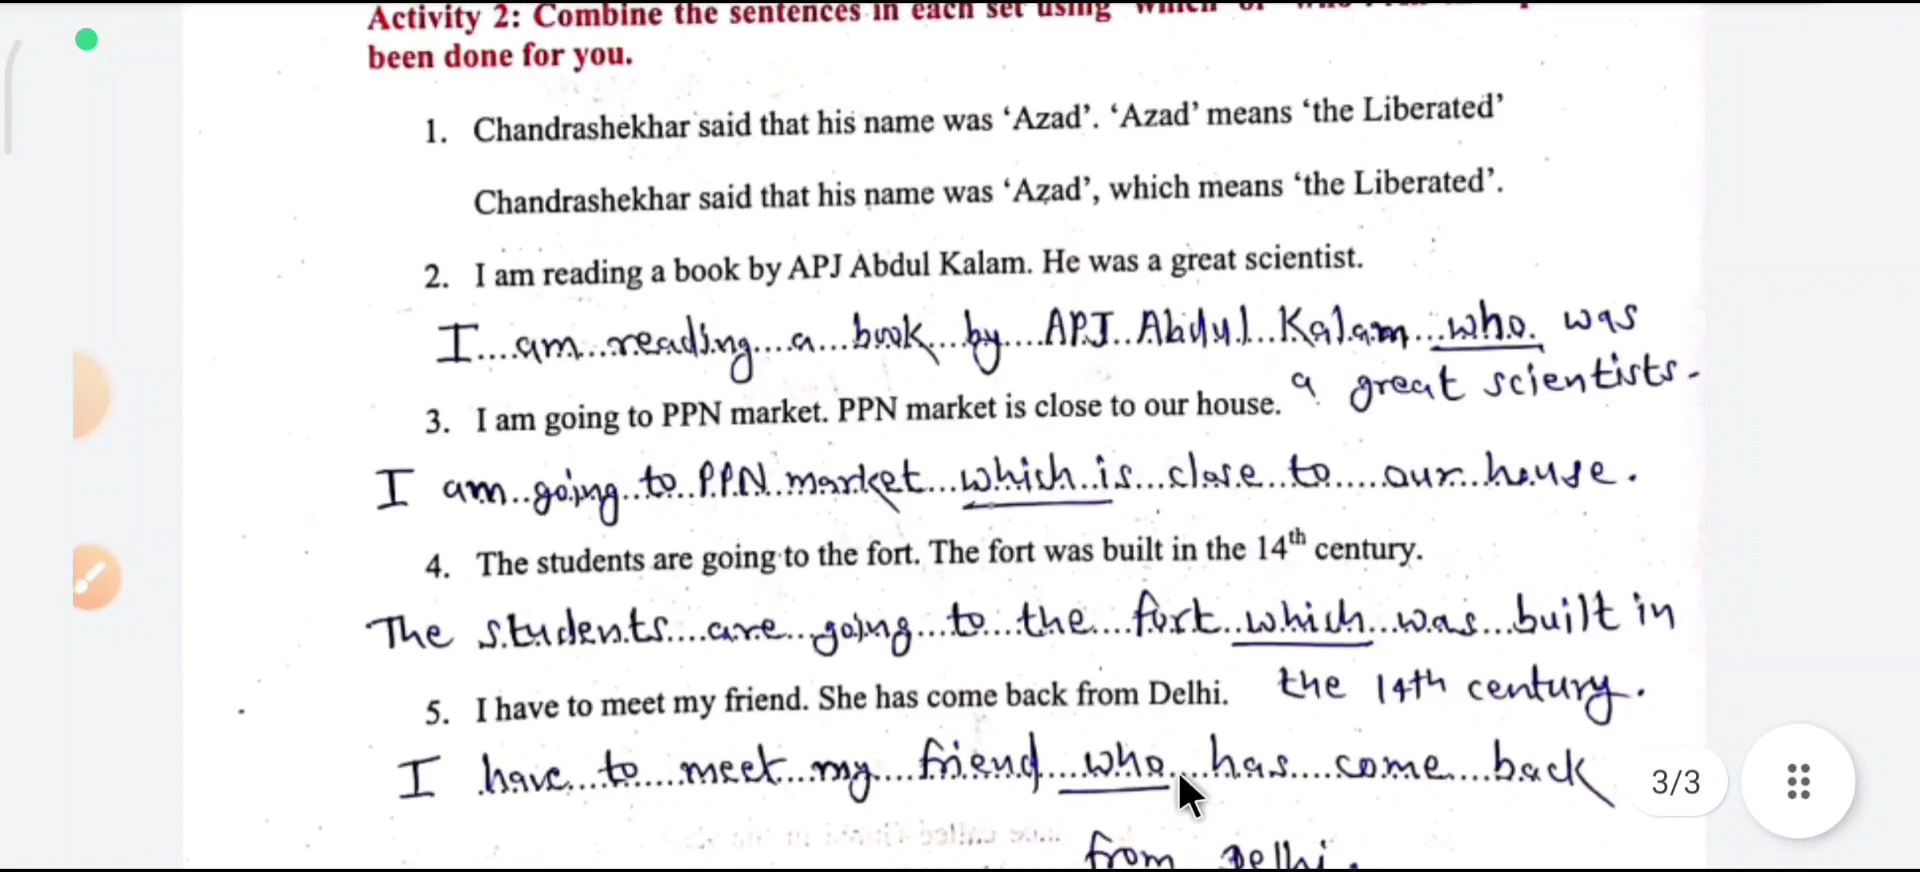 Activity 2: Combine the sentences in each set using 'which' or 'who'
been done for you.
1. Chandrashekhar said that his name was 'Azad'. 'Azad' means 'the Liberated'
Chandrashekhar said that his name was 'Azad', which means 'the Liberated'.
2. I am reading a book by APJ Abdul Kalam. He was a great scientist.
I am reading a book by APJ Abdul Kalam who was
a great scientists.
3. I am going to PPN market. PPN market is close to our house.
I am going to PPN market which is close to our house.
4. The students are going to the fort. The fort was built in the 14th century.
The students are going to the fort which was built in
the 14th century.
5. I have to meet my friend. She has come back from Delhi.
I have to meet my friend who has come back
3/3
from Delhi.